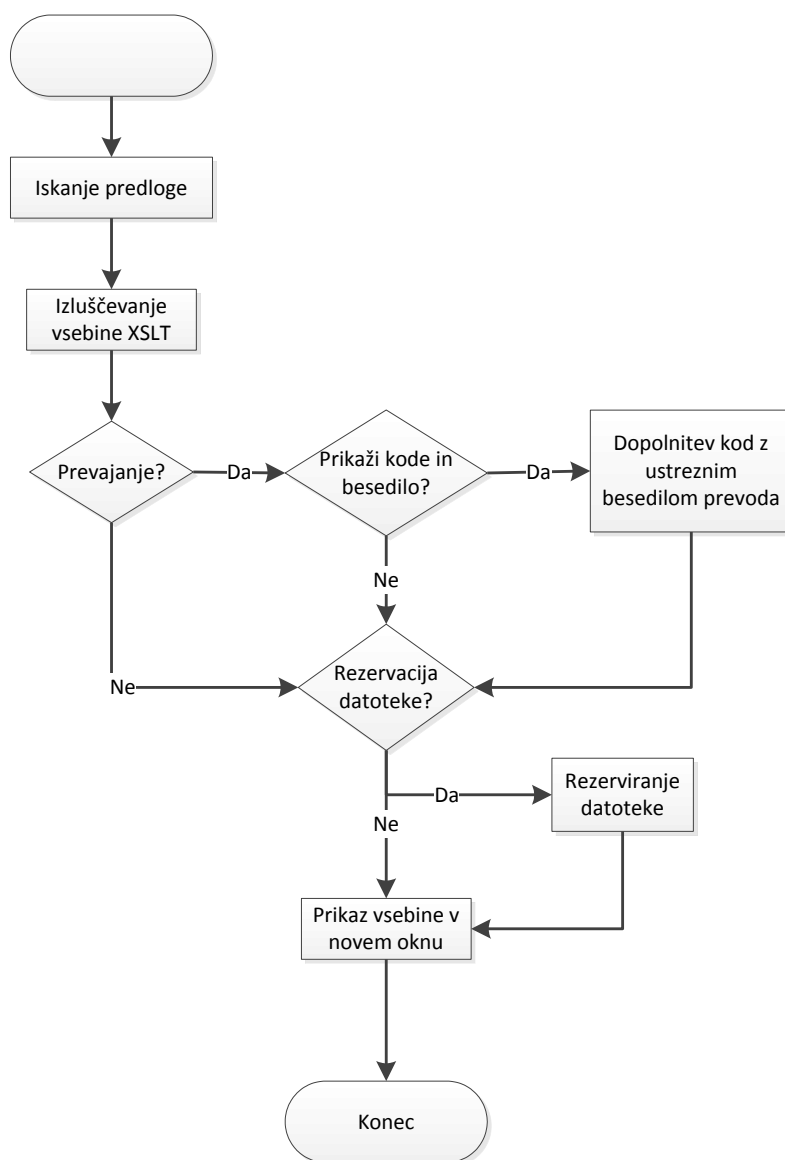 Iskanje predloge
Izluščevanje
vsebine XSLT
Prevajanje?
Da
Prikaži kode in
besedilo?
Da
Dopolnitev kod z
ustreznim
besedilom prevoda
Ne
Ne
Rezervacija
datoteke?
Da
Rezerviranje
datoteke
Ne
Prikaz vsebine v
novem oknu
Konec